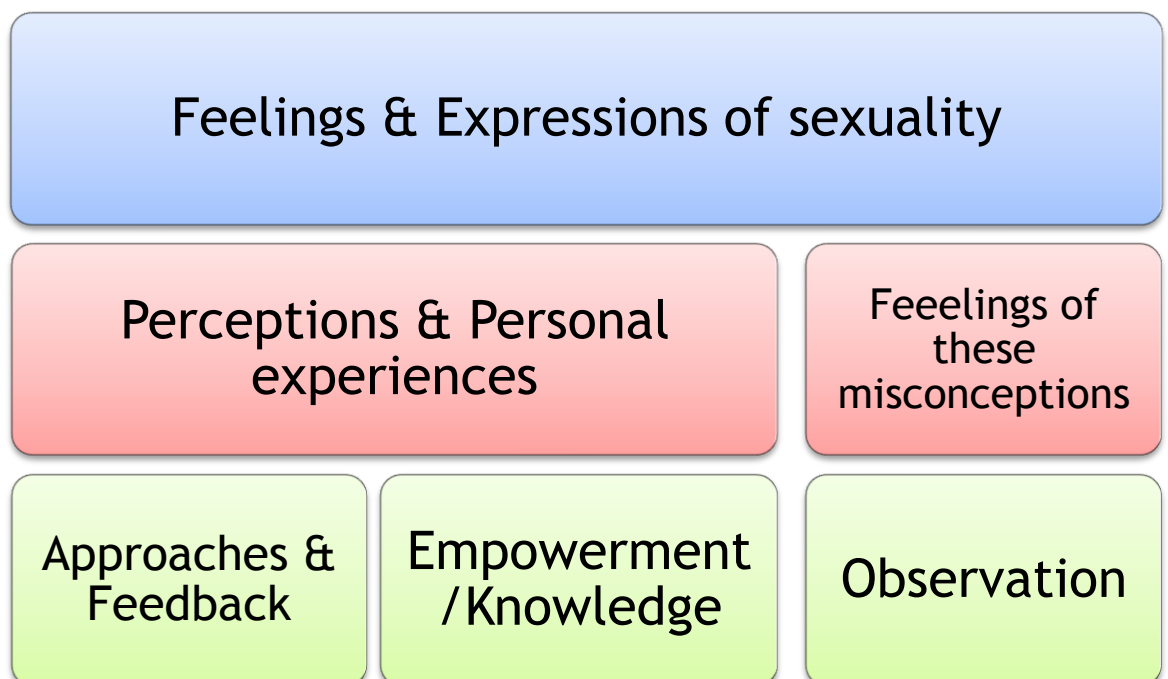 Feelings & Expressions of sexuality
Perceptions & Personal
experiences
Feeelings of
these
misconceptions
Approaches &
Feedback
Empowerment
/Knowledge
Observation